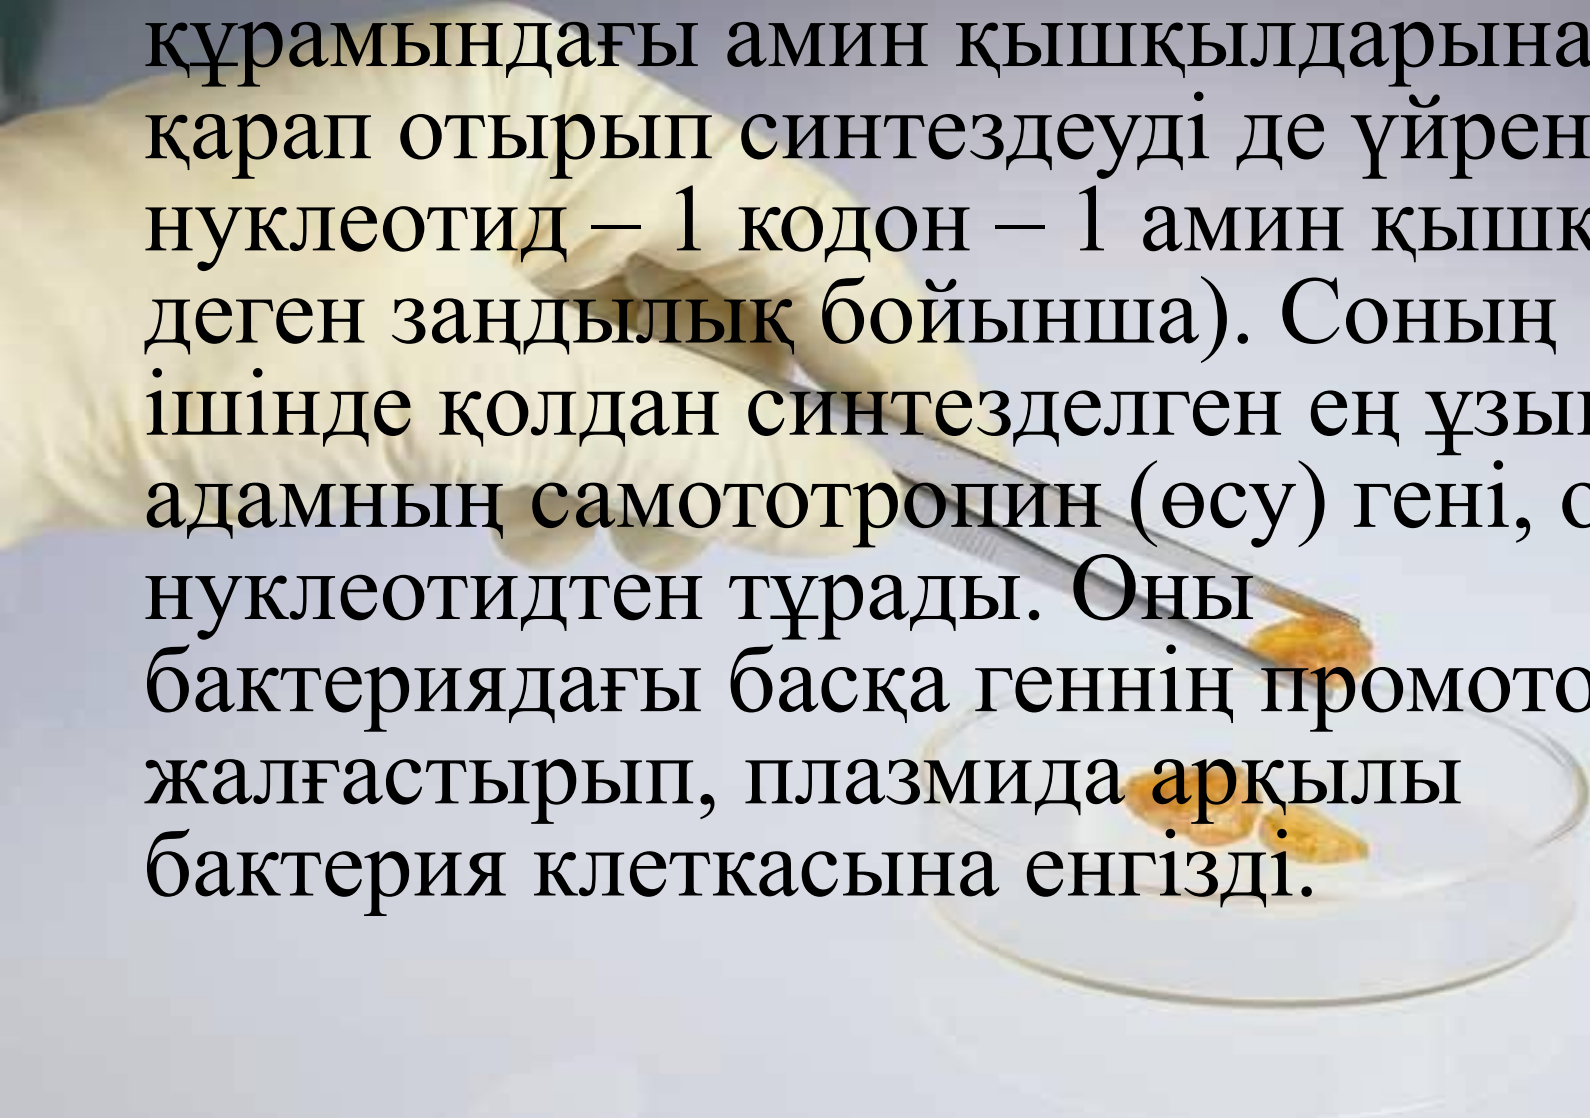 құрамындағы амин қышқылдарына
қарап отырып синтездеуді де үйрен
нуклеотид – 1 кодон – 1 амин қышқ
деген заңдылық бойынша). Соның
ішінде қолдан синтезделген ең ұзы
адамның самототропин (өсу) гені, о
нуклеотидтен тұрады. Оны
бактериядағы басқа геннің промото
жалғастырып, плазмида арқылы
бактерия клеткасына енгізді.